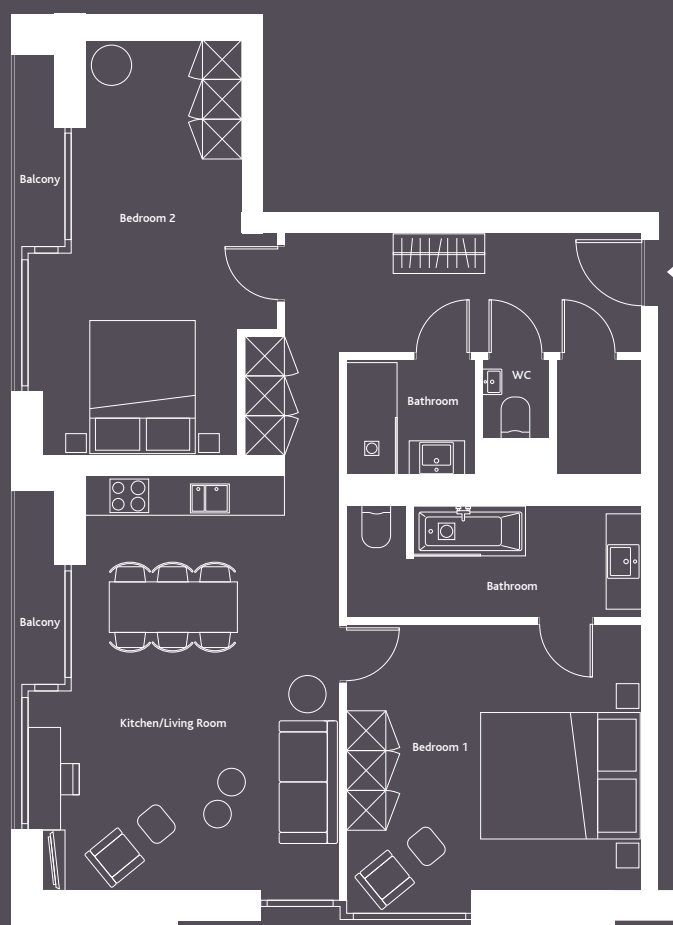 Balcony
Bedroom 2
WC
Bathroom
Bathroom
Balcony
Kitchen/Living Room
Bedroom 1